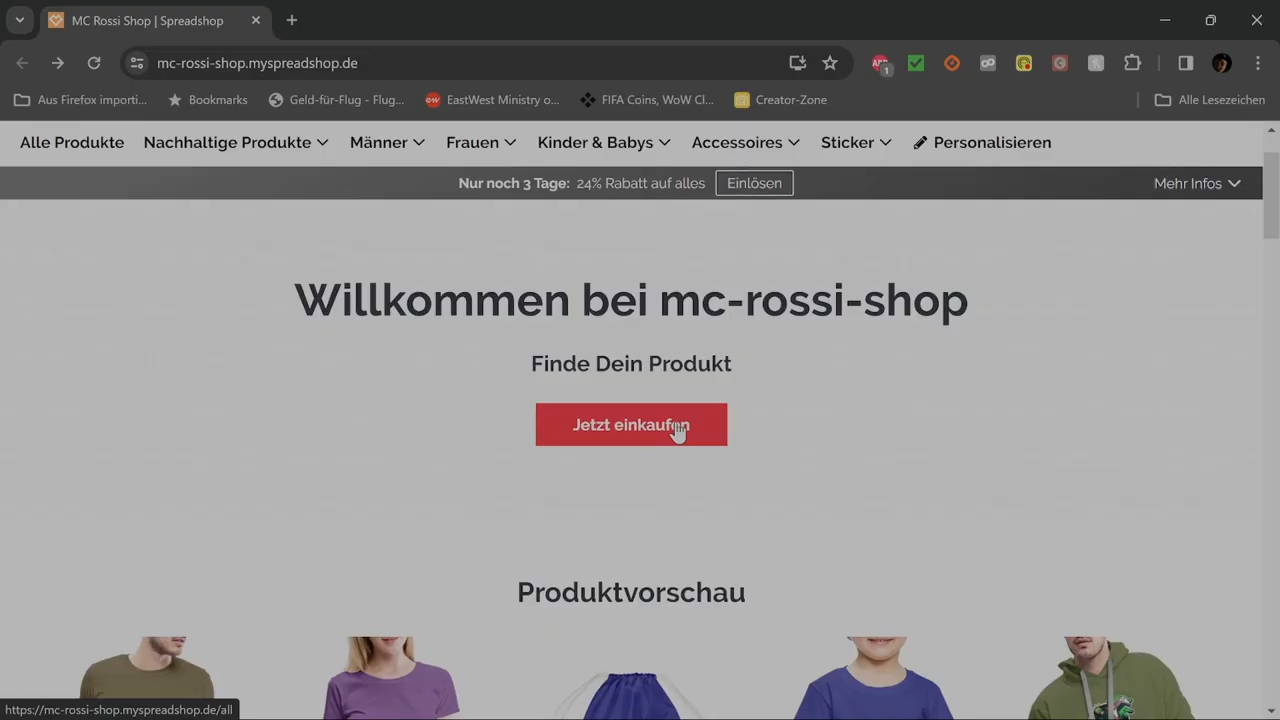 MC Rossi Shop | Spreadshop
mc-rossi-shop.myspreadshop.de
1
Aus Firefox importi...
Bookmarks
Geld-für-Flug - Flug...
EastWest Ministry o...
FIFA Coins, WoW Cl...
Creator-Zone
Alle Lesezeichen
Alle Produkte
Nachhaltige Produkte
Männer
Frauen
Kinder & Babys
Accessoires
Sticker
Personalisieren
Nur noch 3 Tage: 24% Rabatt auf alles
Einlösen
Mehr Infos
Willkommen bei mc-rossi-shop
Finde Dein Produkt
Jetzt einkaufen
Produktvorschau
https://mc-rossi-shop.myspreadshop.de/all